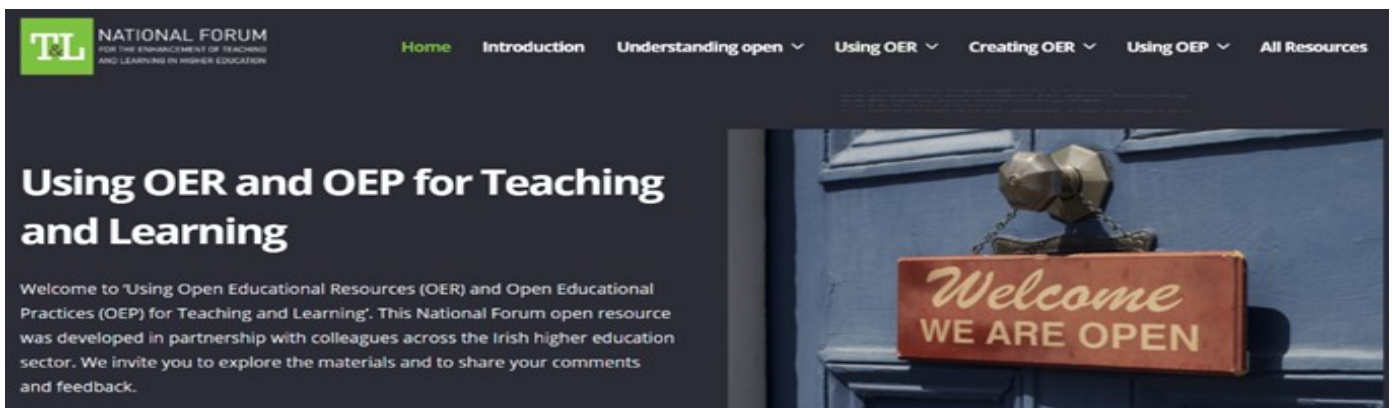 T&L
NATIONAL FORUM
FOR THE ENHANCEMENT OF TEACHING
AND LEARNING IN HIGHER EDUCATION
Home Introduction Understanding open Using OER Creating OER Using OEP All Resources
Using OER and OEP for Teaching
and Learning
Welcome to ‘Using Open Educational Resources (OER) and Open Educational
Practices (OEP) for Teaching and Learning’. This National Forum open resource
was developed in partnership with colleagues across the Irish higher education
sector. We invite you to explore the materials and to share your comments
and feedback.
Welcome
WE ARE OPEN